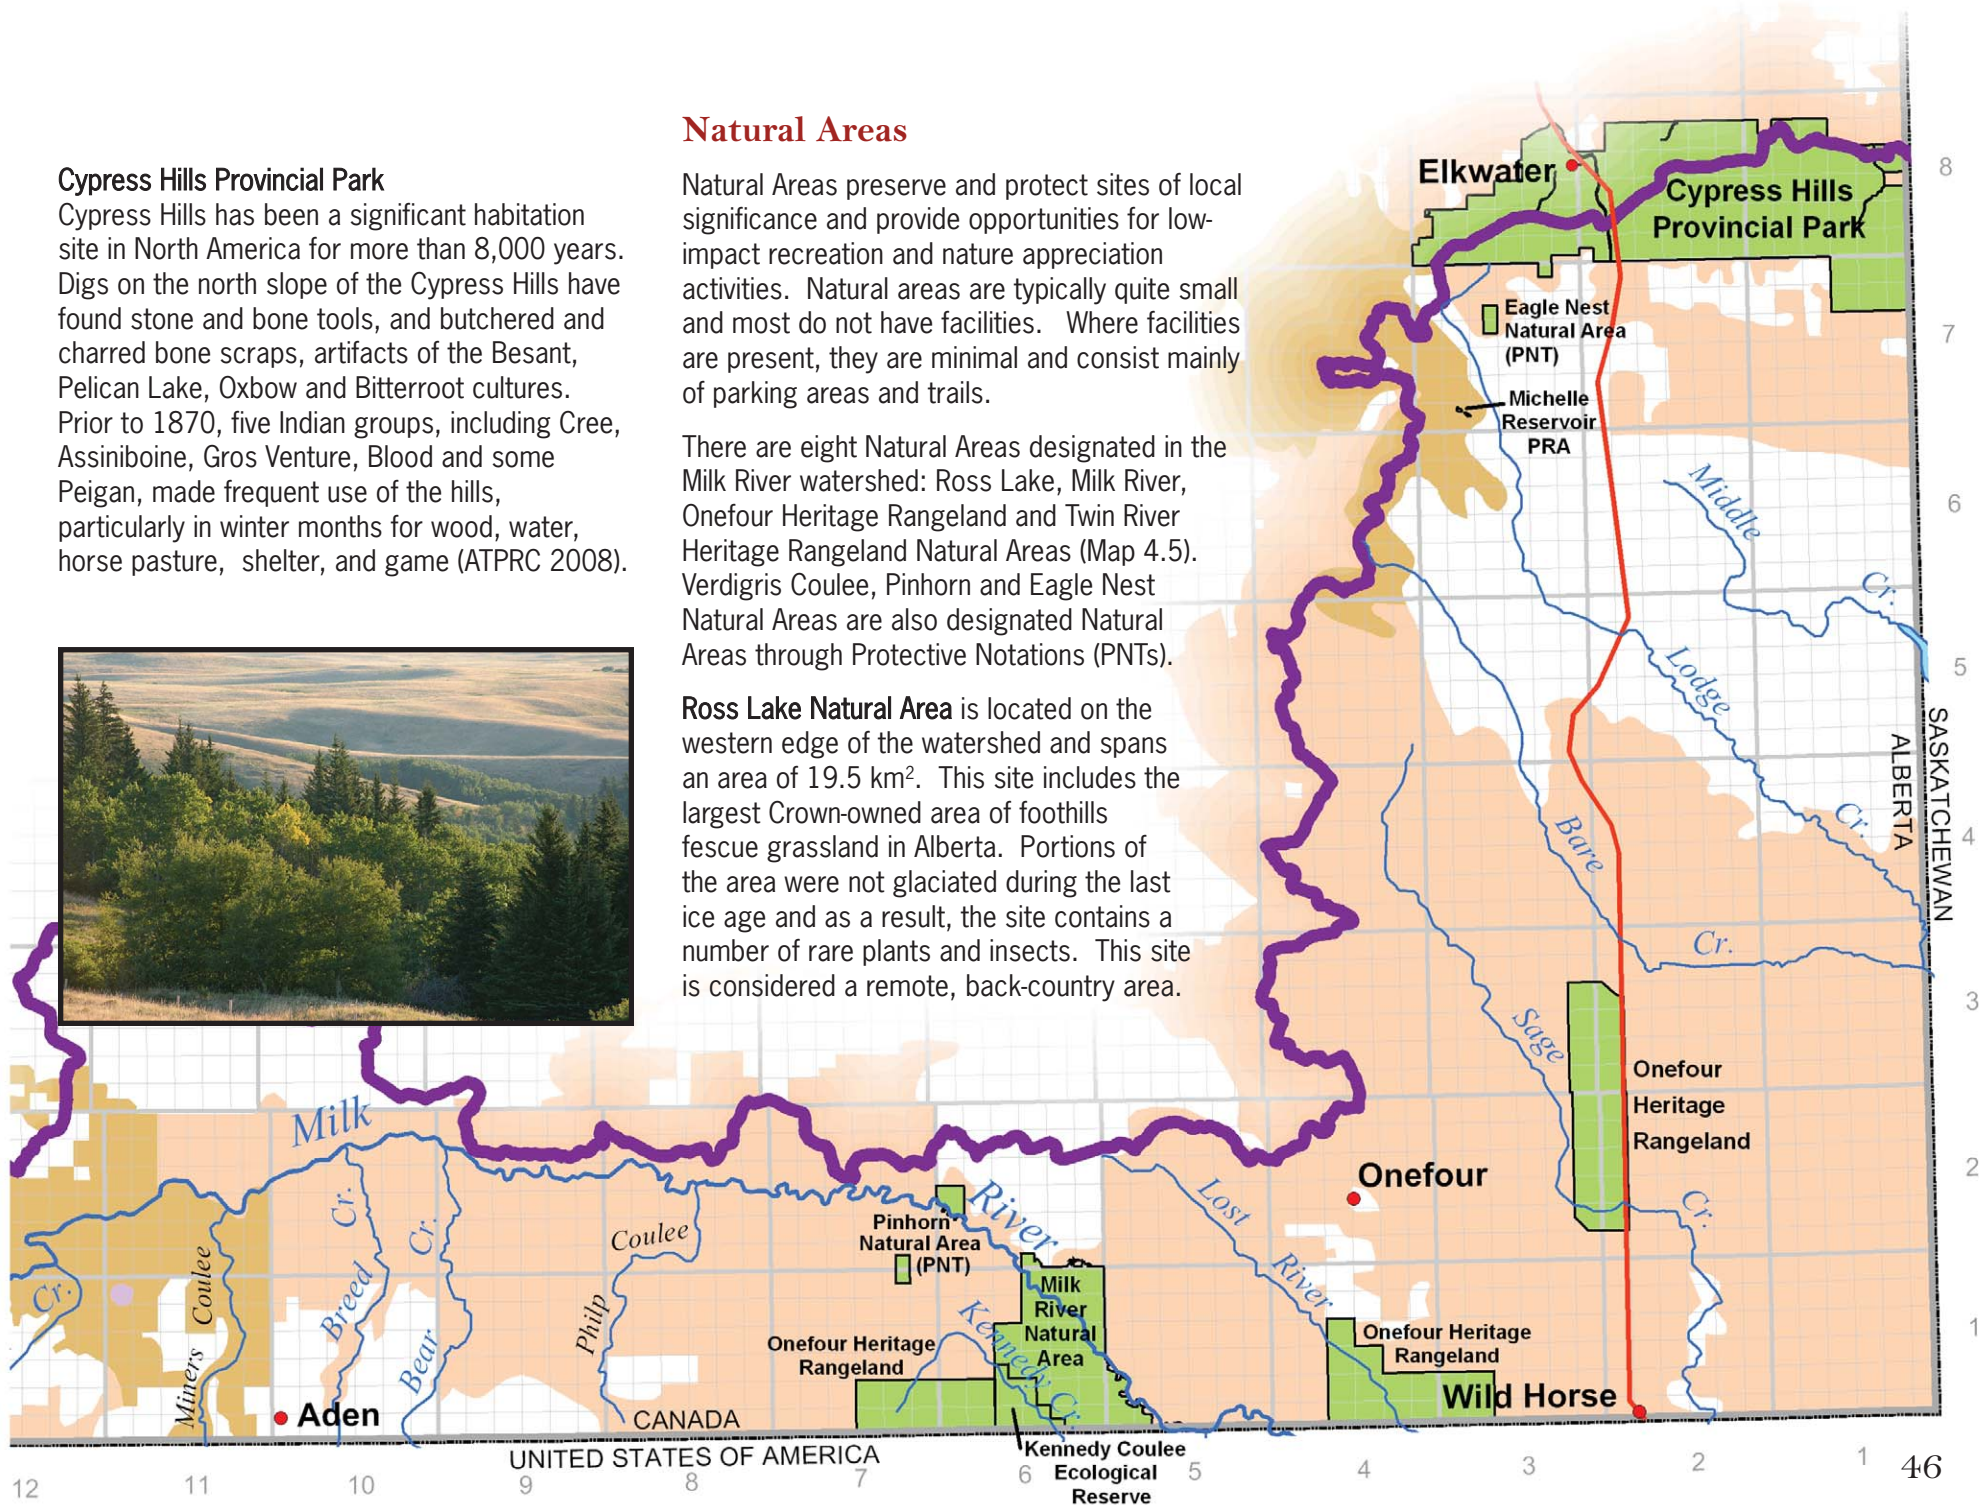 Cypress Hills Provincial Park
Cypress Hills has been a significant habitation
site in North America for more than 8,000 years.
Digs on the north slope of the Cypress Hills have
found stone and bone tools, and butchered and
charred bone scraps, artifacts of the Besant,
Pelican Lake, Oxbow and Bitterroot cultures.
Prior to 1870, five Indian groups, including Cree,
Assiniboine, Gros Venture, Blood and some
Peigan, made frequent use of the hills,
particularly in winter months for wood, water,
horse pasture, shelter, and game (ATPRC 2008).
Natural Areas
Natural Areas preserve and protect sites of local
significance and provide opportunities for low-
impact recreation and nature appreciation
activities. Natural areas are typically quite small
and most do not have facilities. Where facilities
are present, they are minimal and consist mainly
of parking areas and trails.
There are eight Natural Areas designated in the
Milk River watershed: Ross Lake, Milk River,
Onefour Heritage Rangeland and Twin River
Heritage Rangeland Natural Areas (Map 4.5).
Verdigris Coulee, Pinhorn and Eagle Nest
Natural Areas are also designated Natural
Areas through Protective Notations (PNTs).
Ross Lake Natural Area is located on the
western edge of the watershed and spans
an area of 19.5 km². This site includes the
largest Crown-owned area of foothills
fescue grassland in Alberta. Portions of
the area were not glaciated during the last
ice age and as a result, the site contains a
number of rare plants and insects. This site
is considered a remote, back-country area.
Elkwater
Cypress Hills
Provincial Park
Eagle Nest
Natural Area
(PNT)
Michelle
Reservoir
PRA
Middle
Cr.
Lodge
Cr.
Bare
Cr.
SASKATCHEWAN
ALBERTA
Sage
Cr.
Onefour
Heritage
Rangeland
Onefour
Milk
River
Lost
River
Pinhorn
Natural Area
(PNT)
Milk
River
Natural
Area
Kennedy
Cr.
Onefour Heritage
Rangeland
Onefour Heritage
Rangeland
Wild Horse
Kennedy Coulee
Ecological
Reserve
Cr.
Miners
Coulee
Breed
Cr.
Bear
Cr.
Philp
Coulee
Aden
CANADA
UNITED STATES OF AMERICA
8
7
6
5
4
3
2
1
12
11
10
9
8
7
6
5
4
3
2
1
46